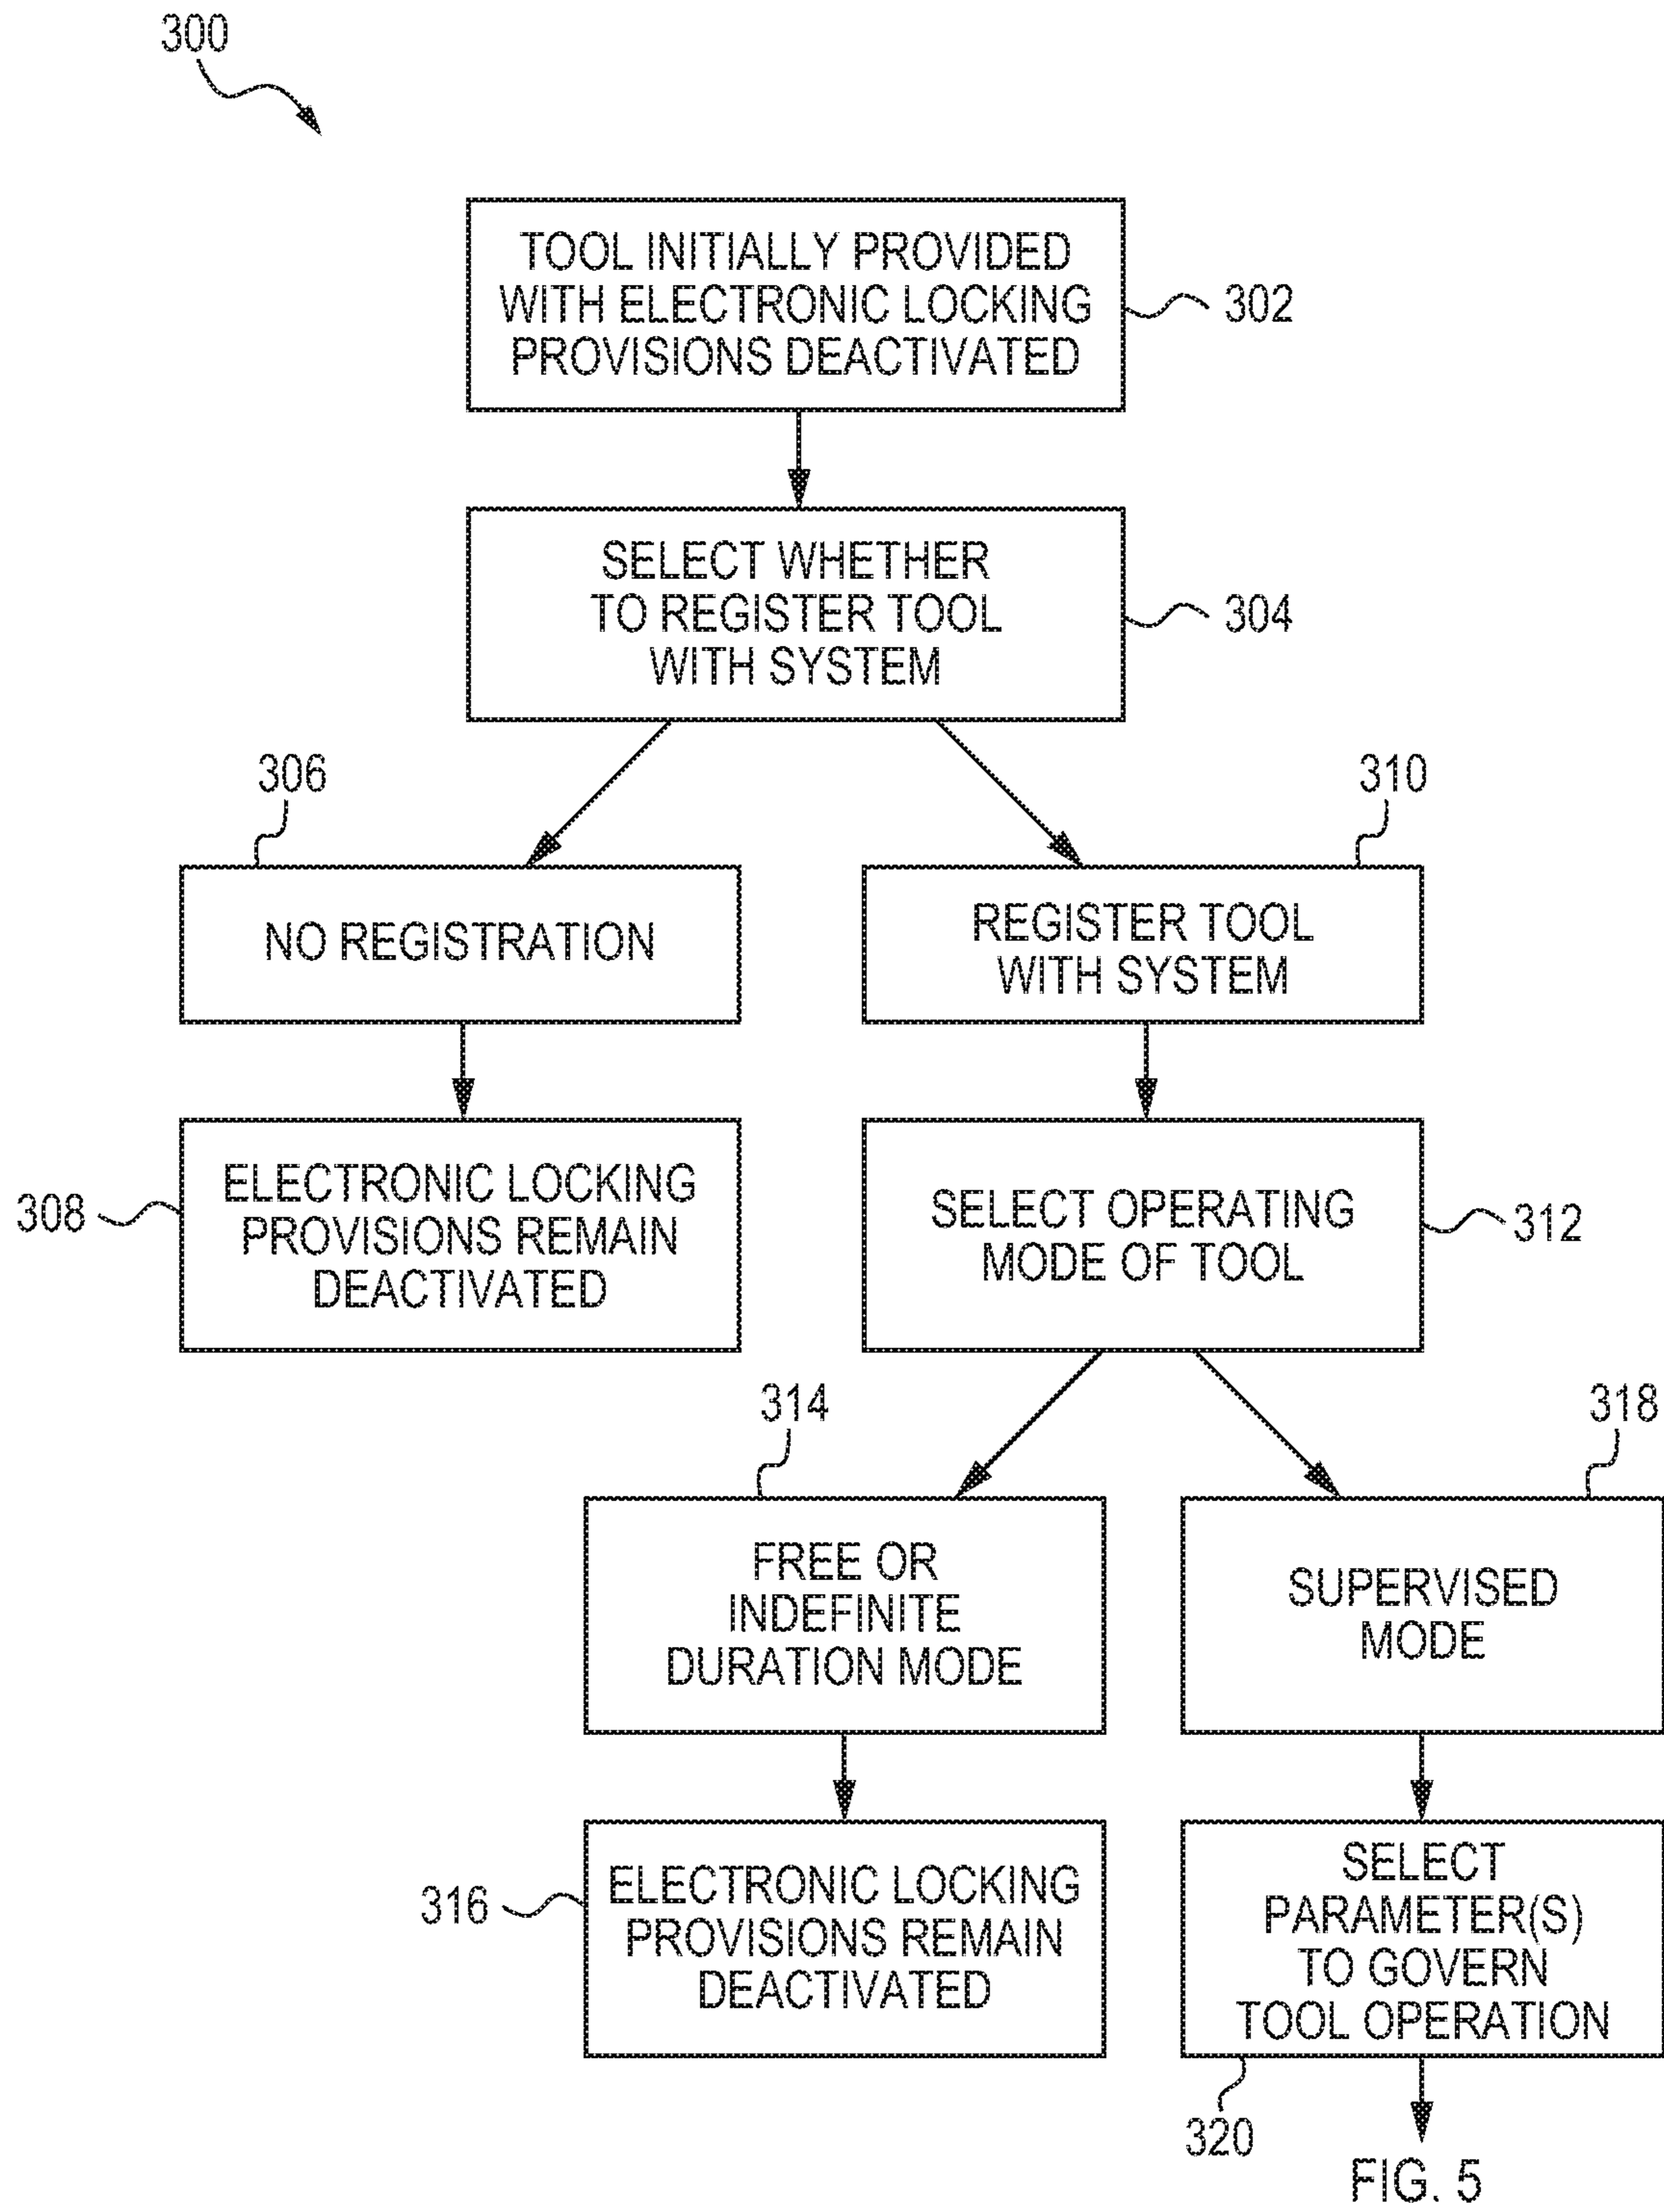 300
TOOL INITIALLY PROVIDED
WITH ELECTRONIC LOCKING
PROVISIONS DEACTIVATED
302
SELECT WHETHER
TO REGISTER TOOL
WITH SYSTEM
304
306
NO REGISTRATION
310
REGISTER TOOL
WITH SYSTEM
308
ELECTRONIC LOCKING
PROVISIONS REMAIN
DEACTIVATED
SELECT OPERATING
MODE OF TOOL
312
314
FREE OR
INDEFINITE
DURATION MODE
318
SUPERVISED
MODE
316
ELECTRONIC LOCKING
PROVISIONS REMAIN
DEACTIVATED
SELECT
PARAMETER(S)
TO GOVERN
TOOL OPERATION
320
FIG. 5